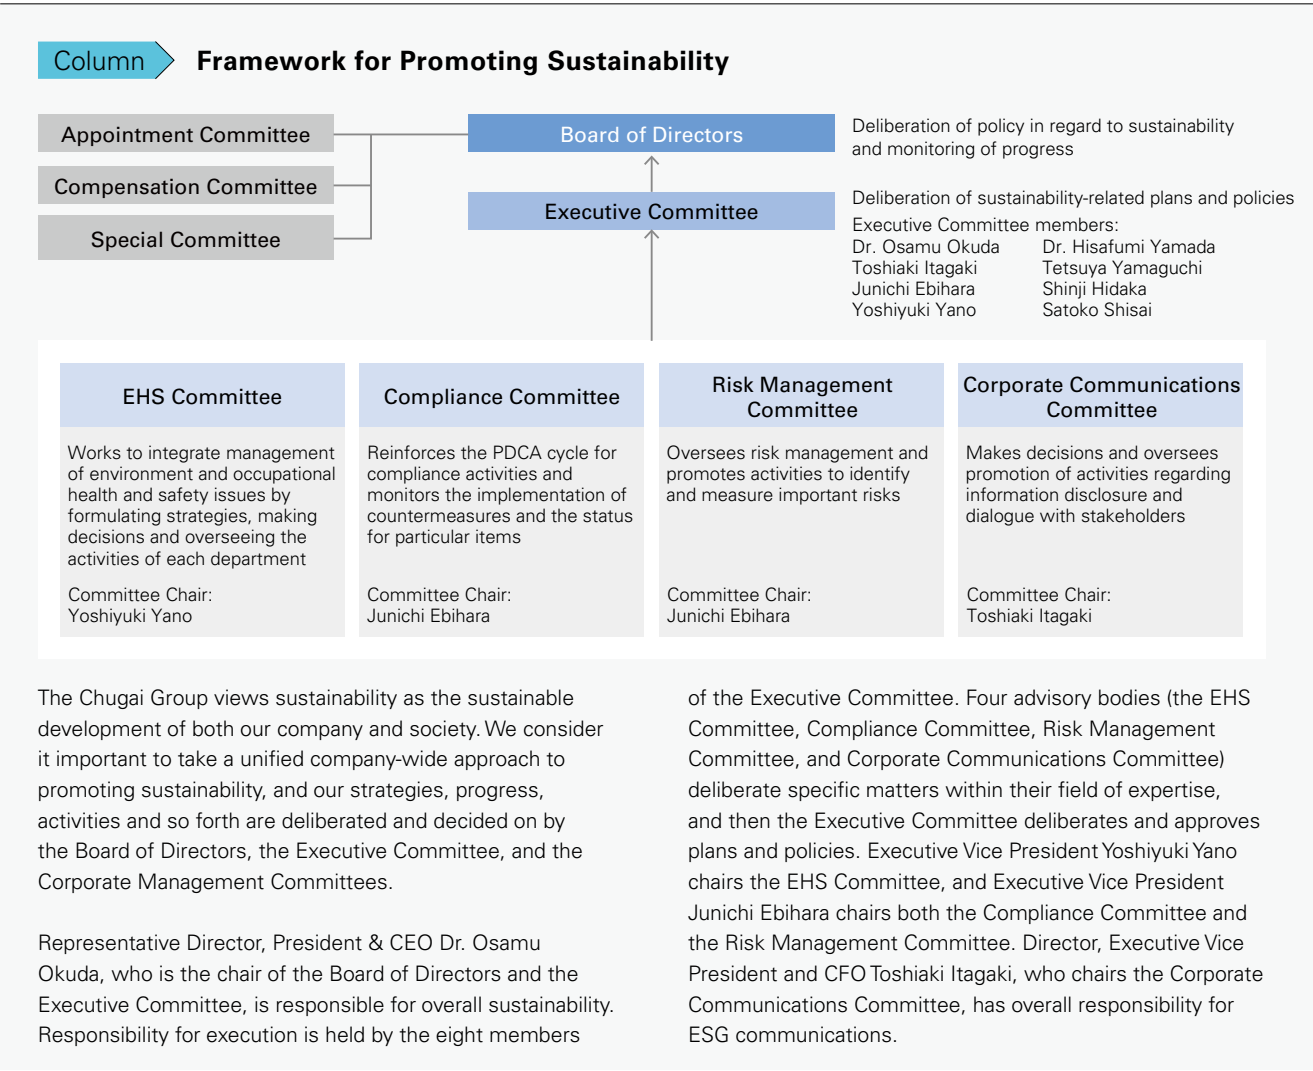 Column
Framework for Promoting Sustainability
Appointment Committee
Compensation Committee
Special Committee
Board of Directors
Deliberation of policy in regard to sustainability
and monitoring of progress
Executive Committee
Deliberation of sustainability-related plans and policies
Executive Committee members:
Dr. Osamu Okuda
Toshiaki Itagaki
Junichi Ebihara
Yoshiyuki Yano
Dr. Hisafumi Yamada
Tetsuya Yamaguchi
Shinji Hidaka
Satoko Shisai
EHS Committee
Works to integrate management
of environment and occupational
health and safety issues by
formulating strategies, making
decisions and overseeing the
activities of each department
Committee Chair:
Yoshiyuki Yano
Compliance Committee
Reinforces the PDCA cycle for
compliance activities and
monitors the implementation of
countermeasures and the status
for particular items
Committee Chair:
Junichi Ebihara
Risk Management
Committee
Oversees risk management and
promotes activities to identify
and measure important risks
Committee Chair:
Junichi Ebihara
Corporate Communications
Committee
Makes decisions and oversees
promotion of activities regarding
information disclosure and
dialogue with stakeholders
Committee Chair:
Toshiaki Itagaki
The Chugai Group views sustainability as the sustainable
development of both our company and society. We consider
it important to take a unified company-wide approach to
promoting sustainability, and our strategies, progress,
activities and so forth are deliberated and decided on by
the Board of Directors, the Executive Committee, and the
Corporate Management Committees.
Representative Director, President & CEO Dr. Osamu
Okuda, who is the chair of the Board of Directors and the
Executive Committee, is responsible for overall sustainability.
Responsibility for execution is held by the eight members
of the Executive Committee. Four advisory bodies (the EHS
Committee, Compliance Committee, Risk Management
Committee, and Corporate Communications Committee)
deliberate specific matters within their field of expertise,
and then the Executive Committee deliberates and approves
plans and policies. Executive Vice President Yoshiyuki Yano
chairs the EHS Committee, and Executive Vice President
Junichi Ebihara chairs both the Compliance Committee and
the Risk Management Committee. Director, Executive Vice
President and CFO Toshiaki Itagaki, who chairs the Corporate
Communications Committee, has overall responsibility for
ESG communications.